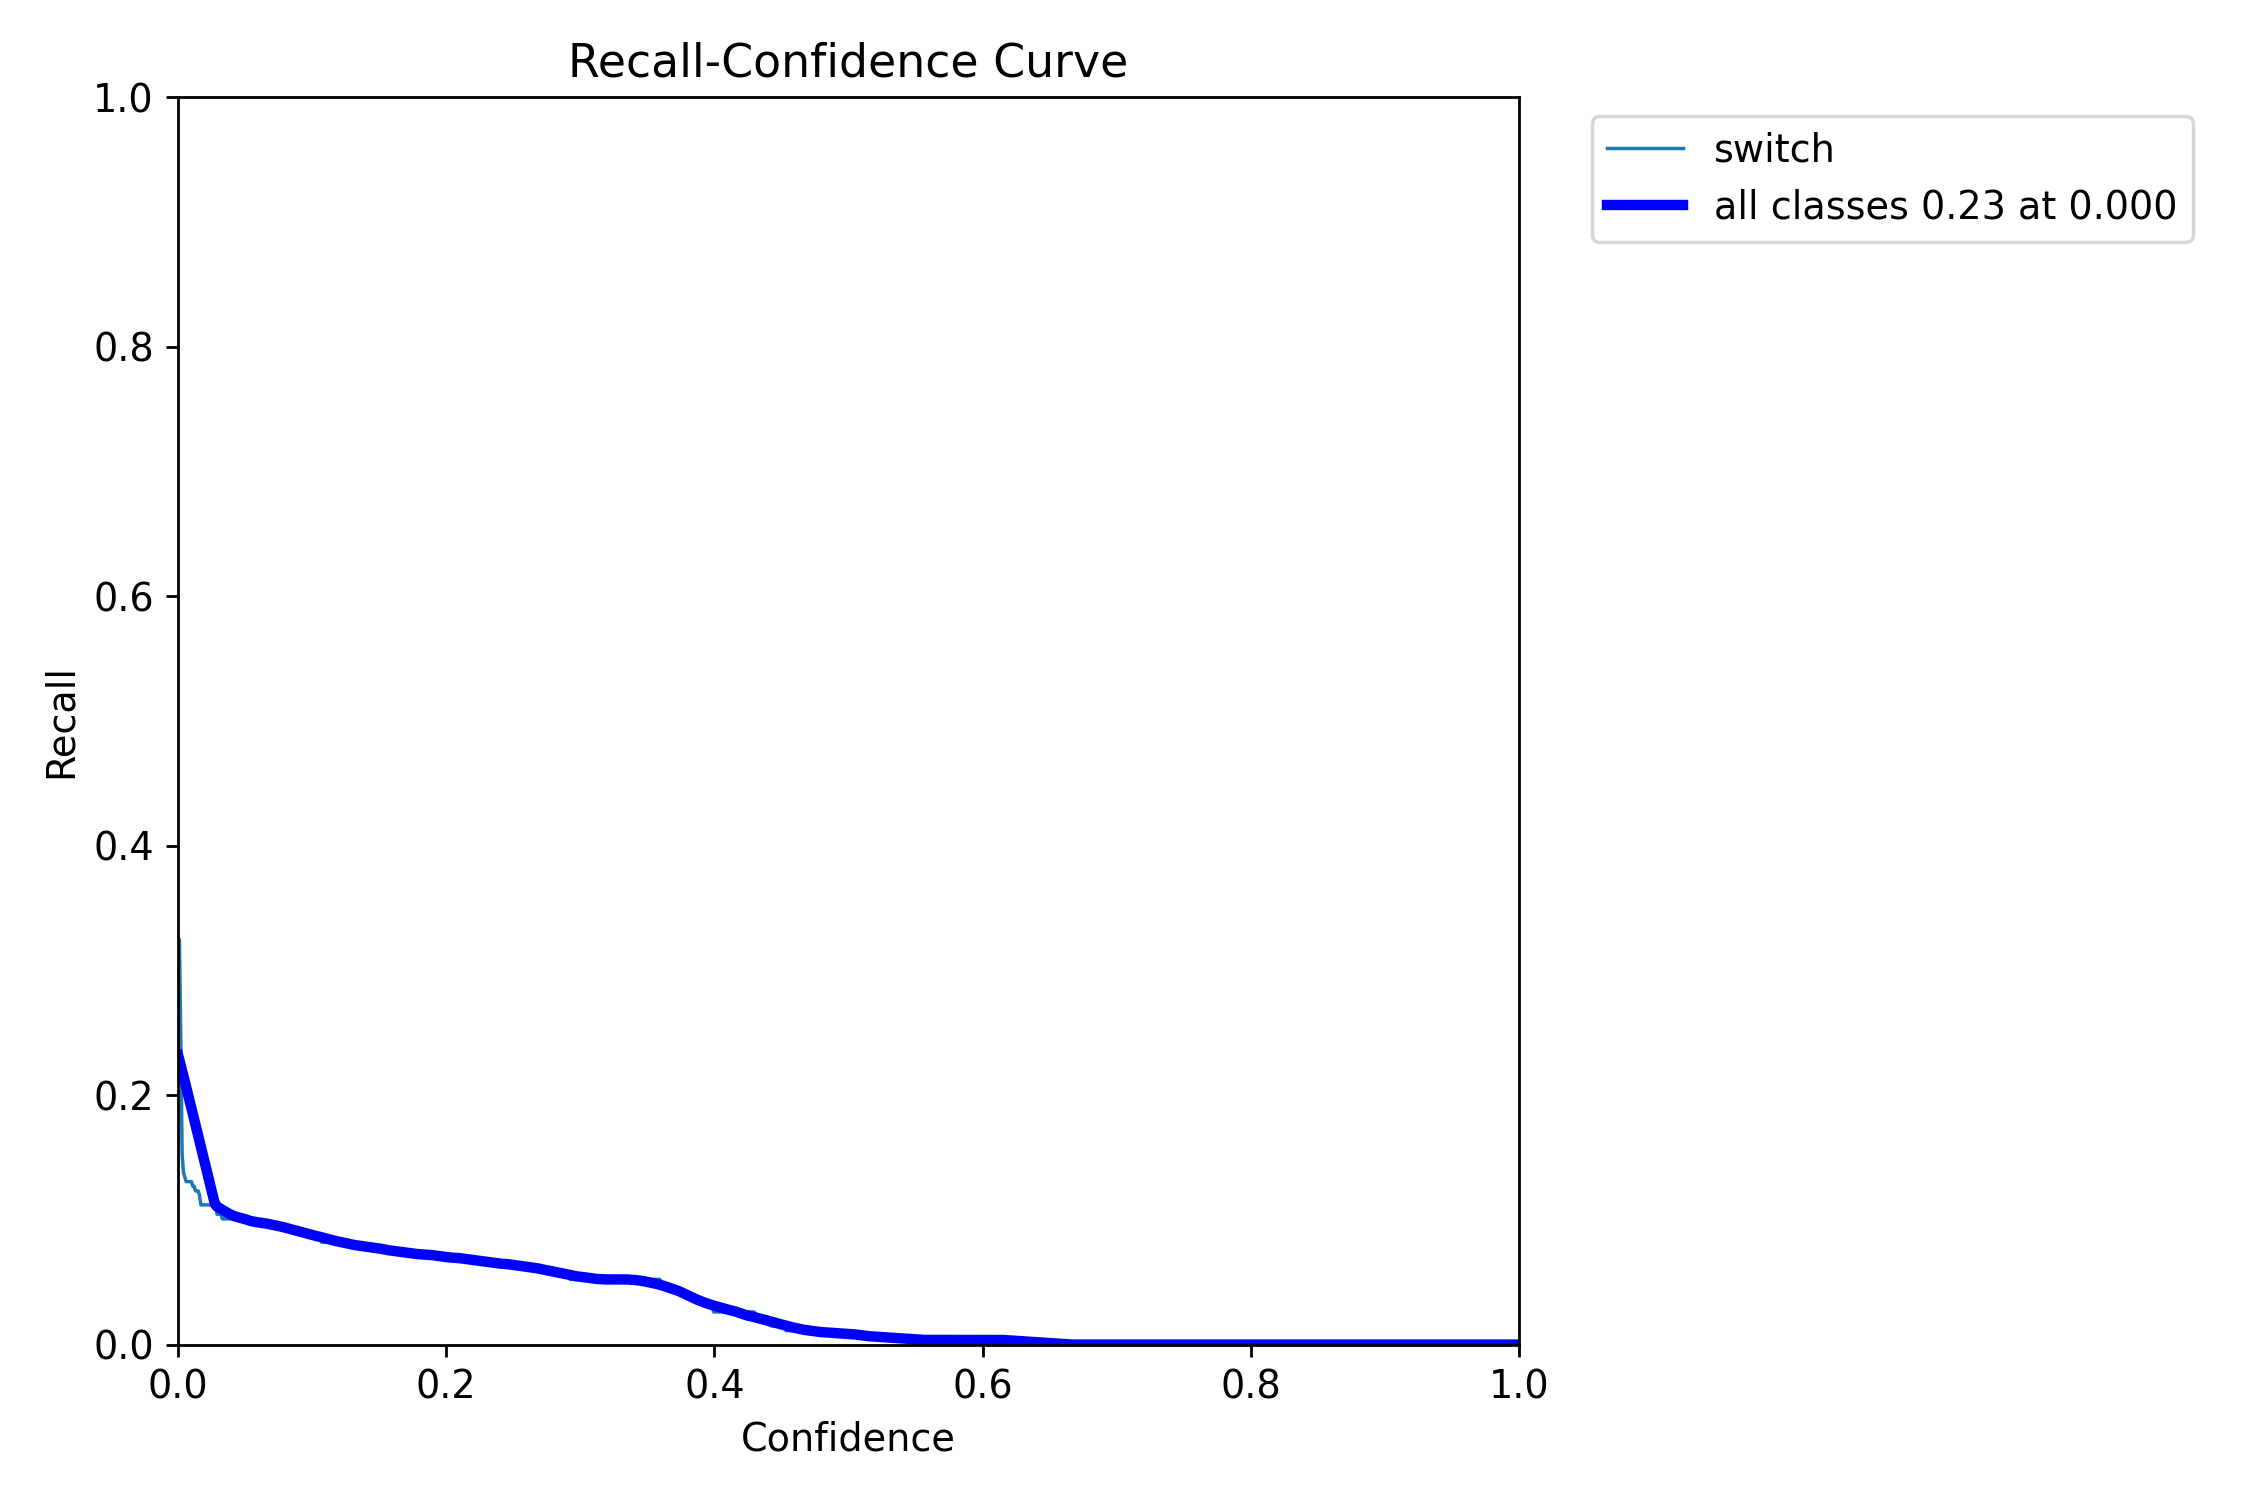 Recall-Confidence Curve
1.0
0.8
0.6
0.4
0.2
0.0
Recall
0.0 0.2 0.4 0.6 0.8 1.0
Confidence
switch
all classes 0.23 at 0.000